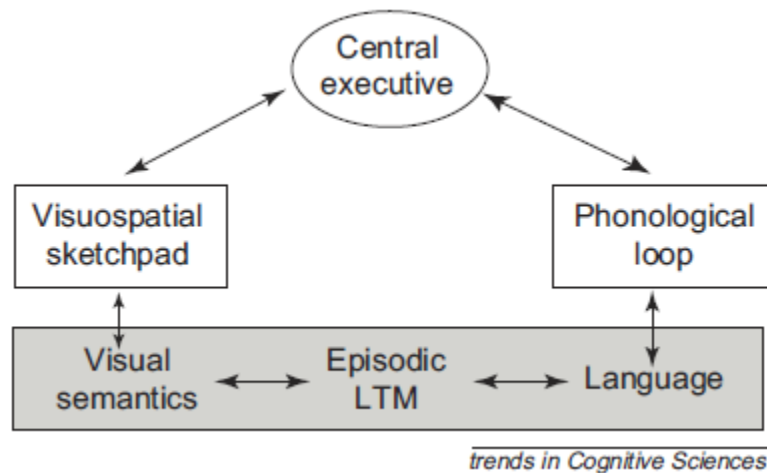 Central
executive
Visuospatial
sketchpad
Phonological
loop
Visual
semantics
Episodic
LTM
Language
trends in Cognitive Sciences